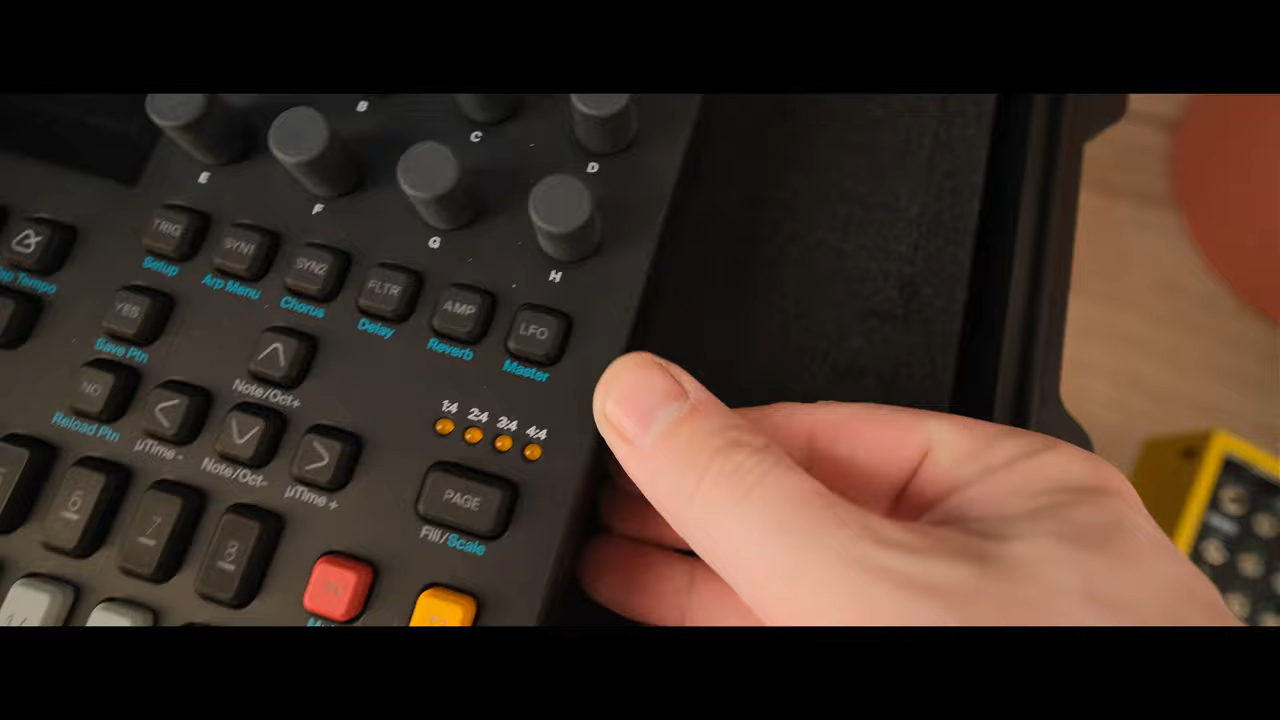 B
C
D
E
F
G
H
TRIG
SYN1
SYN2
FLTR
AMP
LFO
Setup
Arp Menu
Chorus
Delay
Reverb
Master
Tap Tempo
YES
Save Ptn
NO
Reload Ptn
Note/Oct+
µTime -
Note/Oct-
µTime +
1:4
2:4
3:4
4:4
PAGE
Fill/Scale
6
7
8